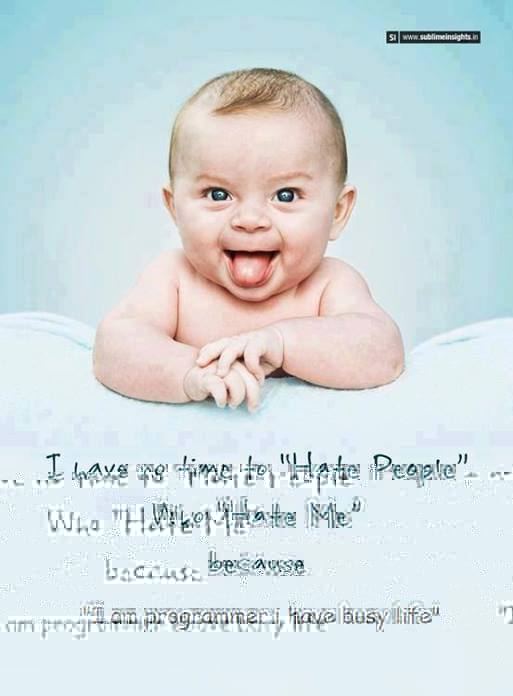 SI www.sublimeinsights.in
I have no time to "Hate People"
Who "Hate Me"
because
"I am programmer i have busy life"